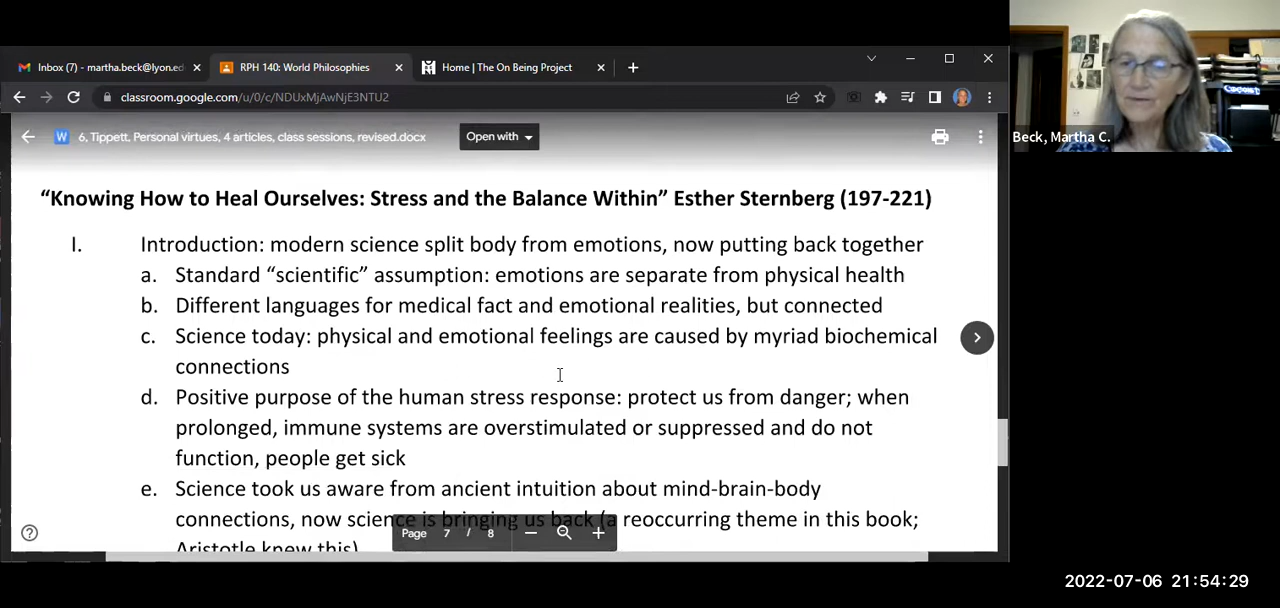 Inbox (7) - martha.beck@lyon.ed
RPH 140: World Philosophies
Home | The On Being Project
classroom.google.com/u/0/c/NDUxMjAwNjE3NTU2
W
6, Tippett, Personal virtues, 4 articles, class sessions, revised.docx
Open with
Beck, Martha C.
“Knowing How to Heal Ourselves: Stress and the Balance Within” Esther Sternberg (197-221)
I. Introduction: modern science split body from emotions, now putting back together
a. Standard “scientific” assumption: emotions are separate from physical health
b. Different languages for medical fact and emotional realities, but connected
c. Science today: physical and emotional feelings are caused by myriad biochemical
connections
d. Positive purpose of the human stress response: protect us from danger; when
prolonged, immune systems are overstimulated or suppressed and do not
function, people get sick
e. Science took us aware from ancient intuition about mind-brain-body
connections, now science is bringing us back (a reoccurring theme in this book;
Aristotle knew this)
Page 7 / 8
2022-07-06 21:54:29